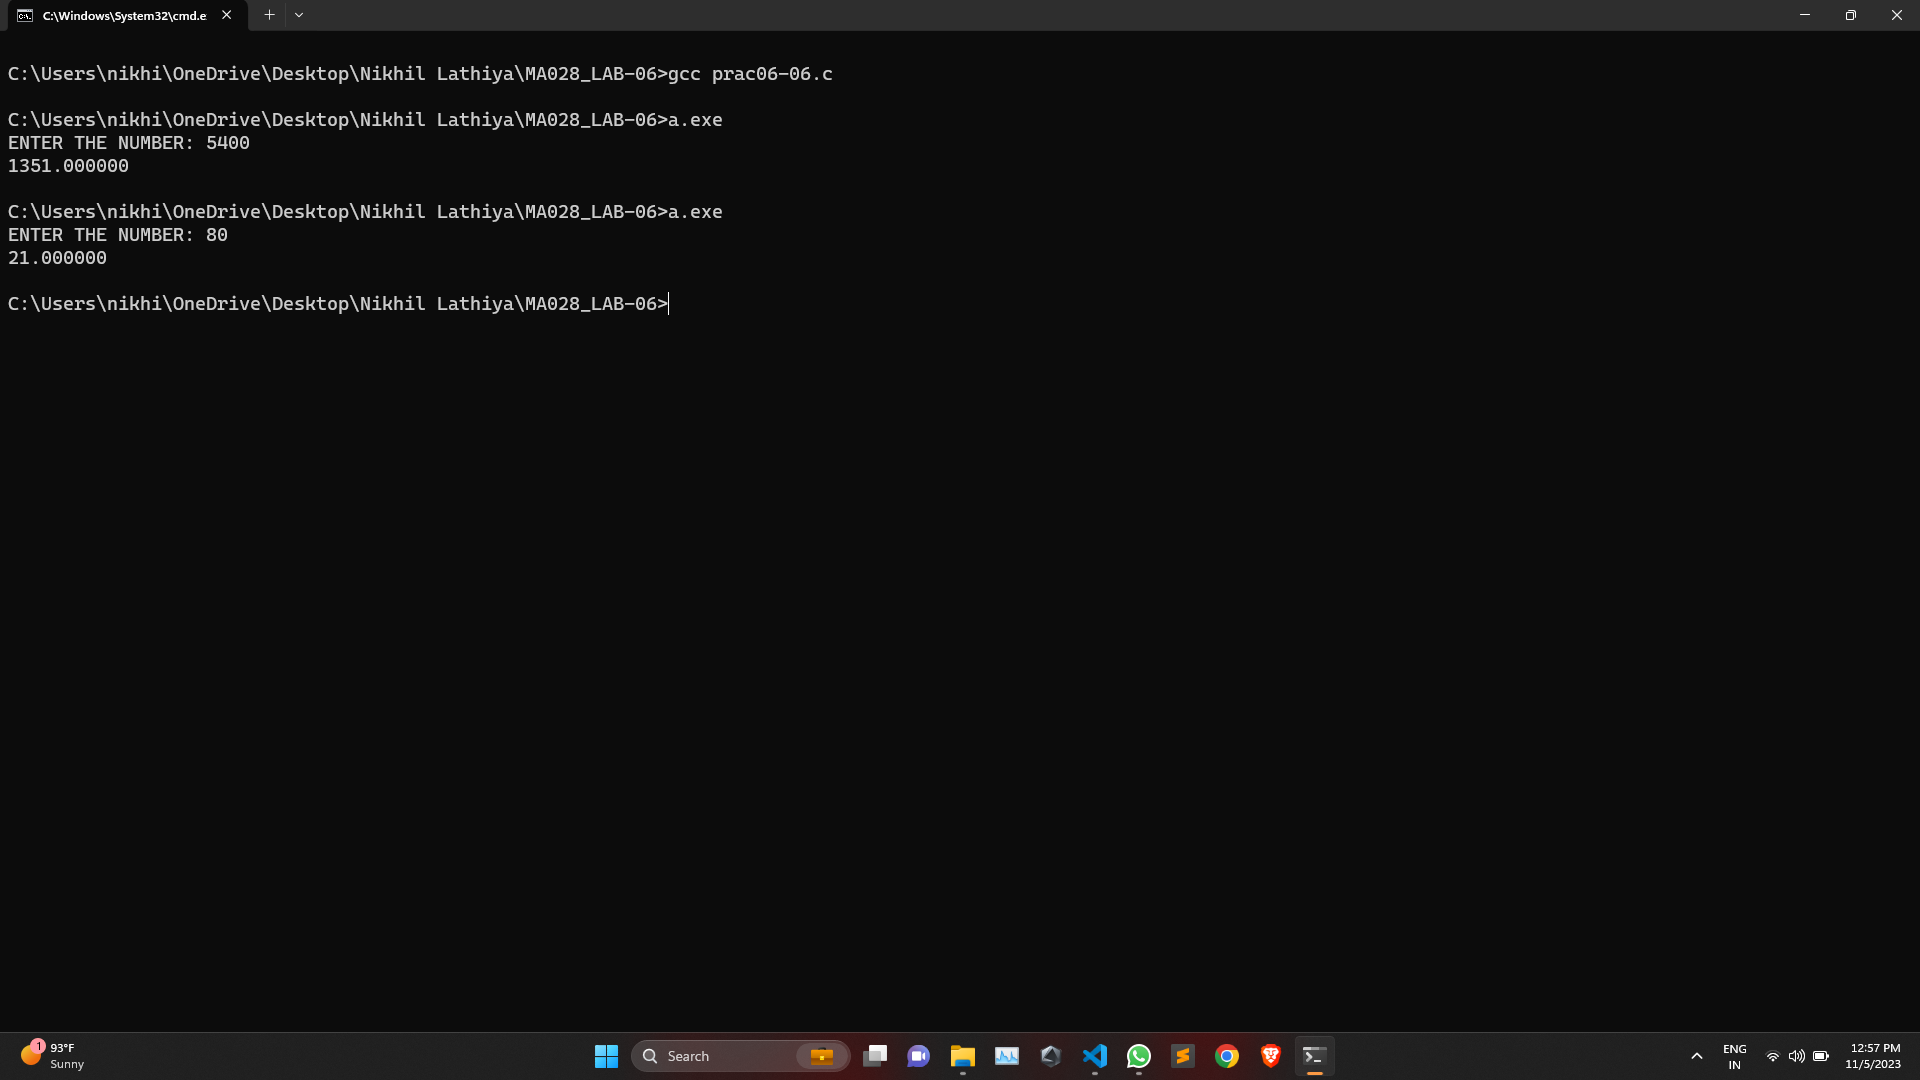 C:\Windows\System32\cmd.e
C:\Users\nikhi\OneDrive\Desktop\Nikhil Lathiya\MA028_LAB-06>gcc prac06-06.c
C:\Users\nikhi\OneDrive\Desktop\Nikhil Lathiya\MA028_LAB-06>a.exe
ENTER THE NUMBER: 5400
1351.000000
C:\Users\nikhi\OneDrive\Desktop\Nikhil Lathiya\MA028_LAB-06>a.exe
ENTER THE NUMBER: 80
21.000000
C:\Users\nikhi\OneDrive\Desktop\Nikhil Lathiya\MA028_LAB-06>
1
93°F
Sunny
Search
ENG
IN
12:57 PM
11/5/2023